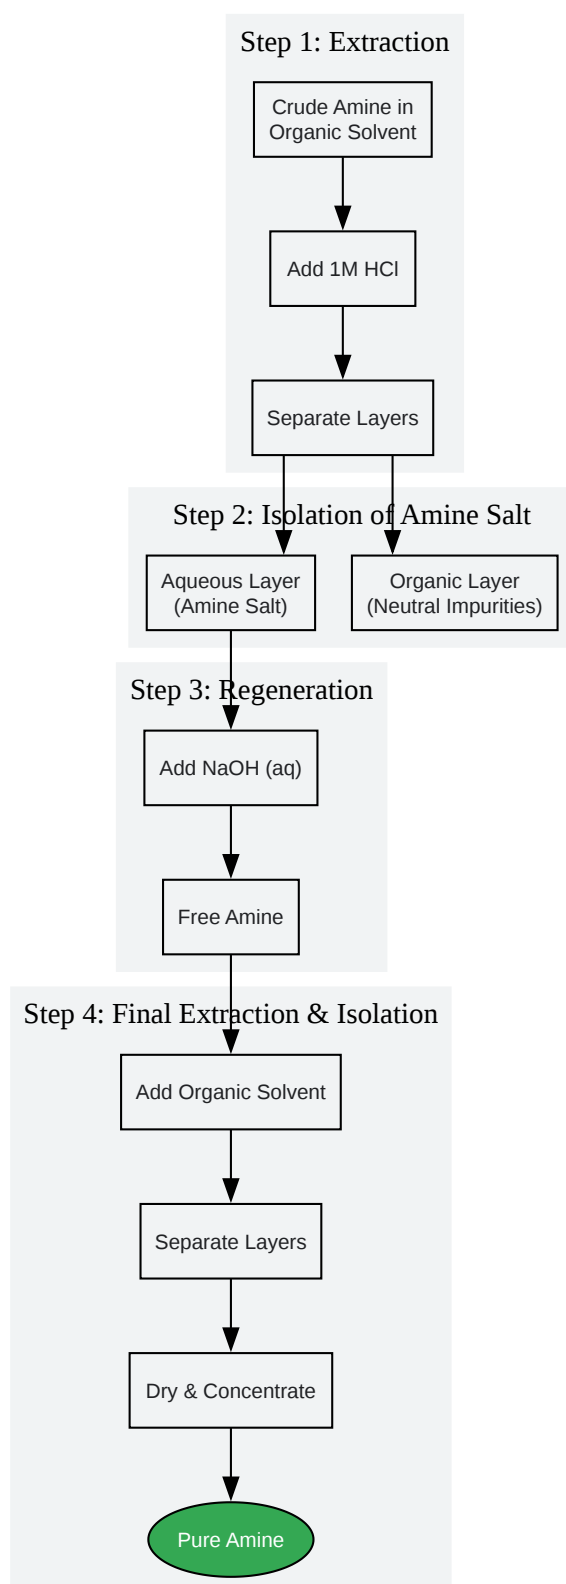 Step 1: Extraction
Crude Amine in
Organic Solvent
Add 1M HCl
Separate Layers
Step 2: Isolation of Amine Salt
Aqueous Layer
(Amine Salt)
Organic Layer
(Neutral Impurities)
Step 3: Regeneration
Add NaOH (aq)
Free Amine
Step 4: Final Extraction & Isolation
Add Organic Solvent
Separate Layers
Dry & Concentrate
Pure Amine